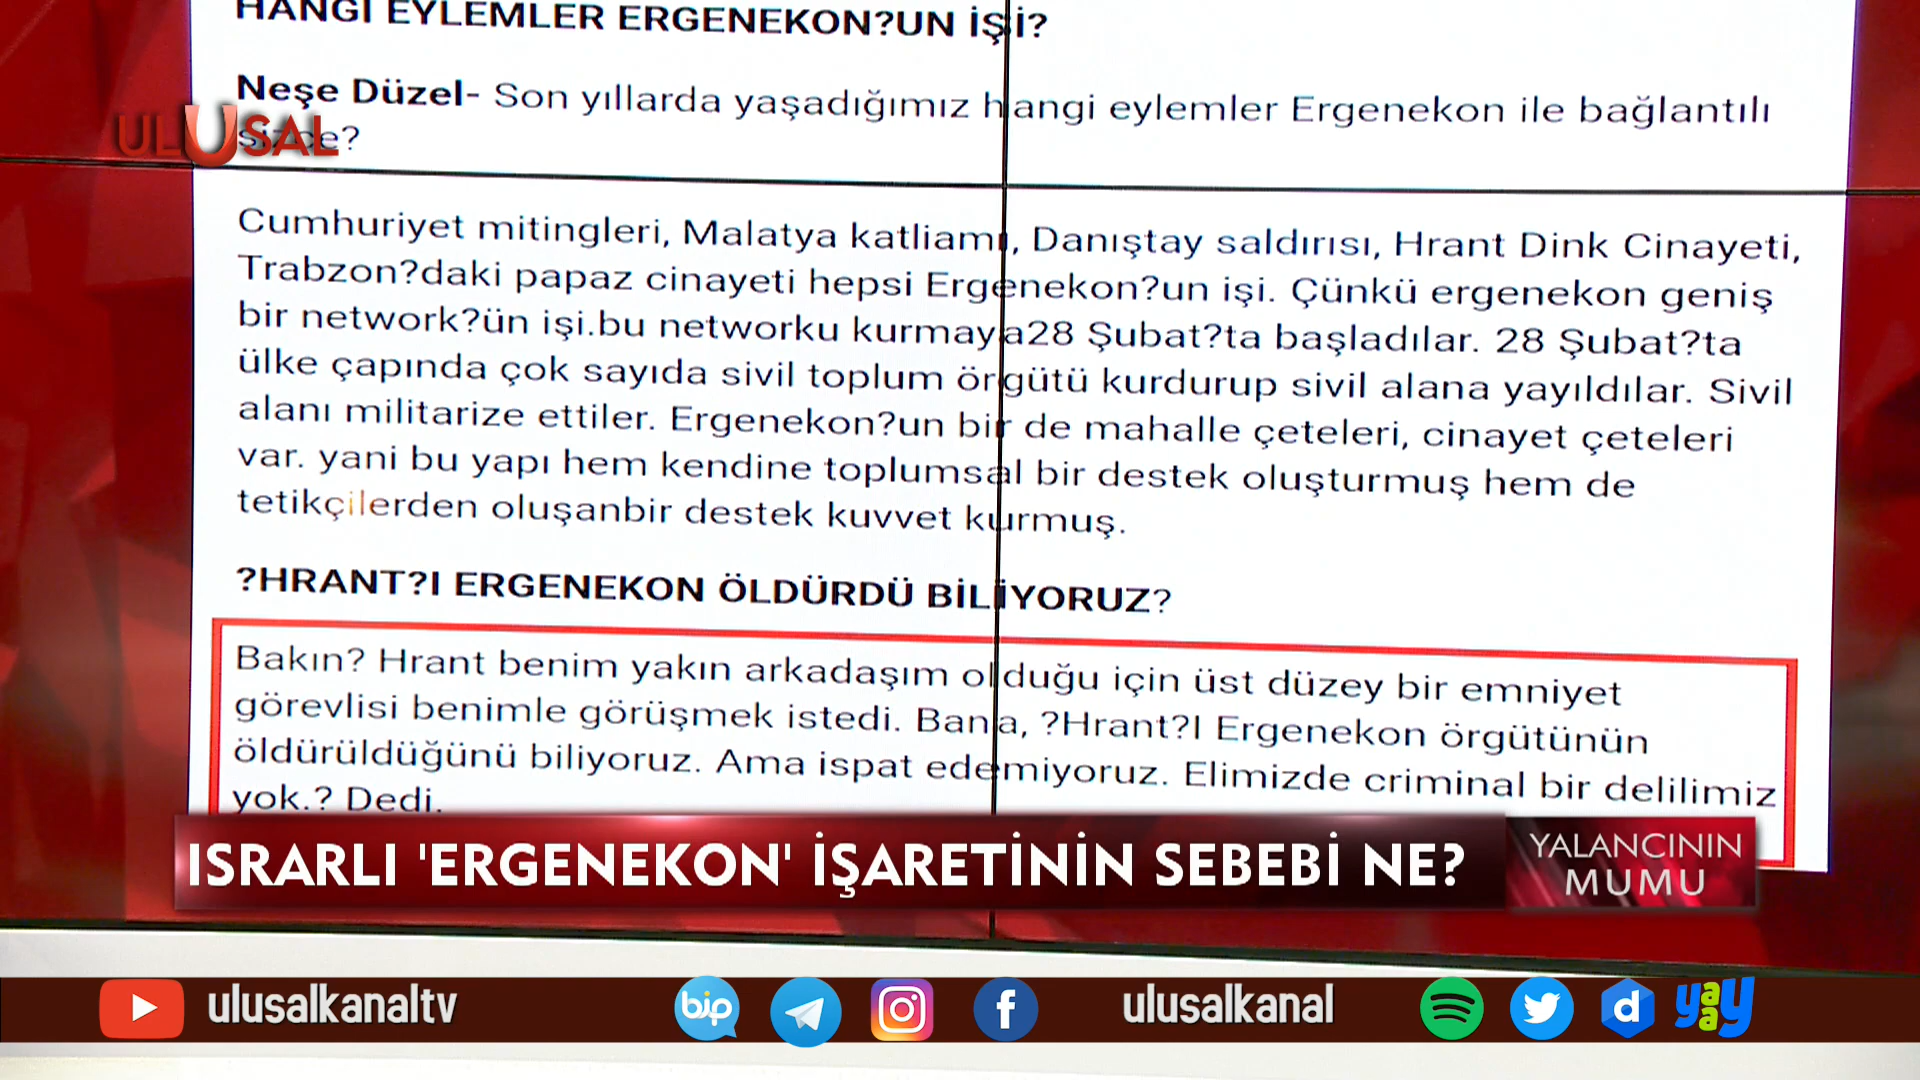 HANGİ EYLEMLER ERGENEKON?UN İŞİ?
Neşe Düzel- Son yıllarda yaşadığımız hangi eylemler Ergenekon ile bağlantılı
sizce?
ULUSAL
Cumhuriyet mitingleri, Malatya katliamı, Danıştay saldırısı, Hrant Dink Cinayeti,
Trabzon?daki papaz cinayeti hepsi Ergenekon?un işi. Çünkü ergenekon geniş
bir network?ün işi.bu networku kurmaya28 Şubat?ta başladılar. 28 Şubat?ta
ülke çapında çok sayıda sivil toplum örgütü kurdurup sivil alana yayıldılar. Sivil
alanı militarize ettiler. Ergenekon?un bir de mahalle çeteleri, cinayet çeteleri
var. yani bu yapı hem kendine toplumsal bir destek oluşturmuş hem de
tetikçilerden oluşanbir destek kuvvet kurmuş.
?HRANT?I ERGENEKON ÖLDÜRDÜ BİLİYORUZ?
Bakın? Hrant benim yakın arkadaşım olduğu için üst düzey bir emniyet
görevlisi benimle görüşmek istedi. Bana, ?Hrant?I Ergenekon örgütünün
öldürüldüğünü biliyoruz. Ama ispat edemiyoruz. Elimizde criminal bir delilimiz
yok.? Dedi.
ISRARLI 'ERGENEKON' İŞARETİNİN SEBEBİ NE?
YALANCININ
MUMU
ulusalkanaltv
bip
ulusalkanal
d
yaay